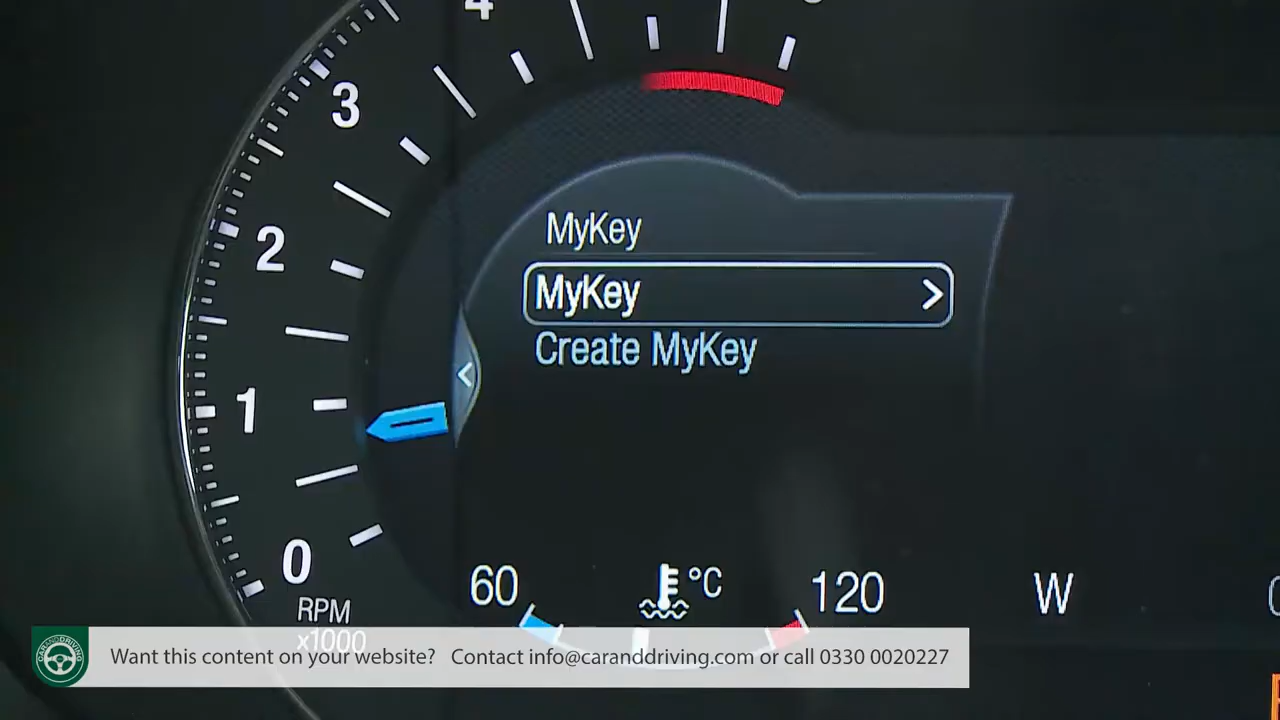 4
3
2
1
0
RPM
x1000
MyKey
MyKey
Create MyKey
60
°C
120
W
CARANDDRIVING
Want this content on your website? Contact info@caranddriving.com or call 0330 0020227